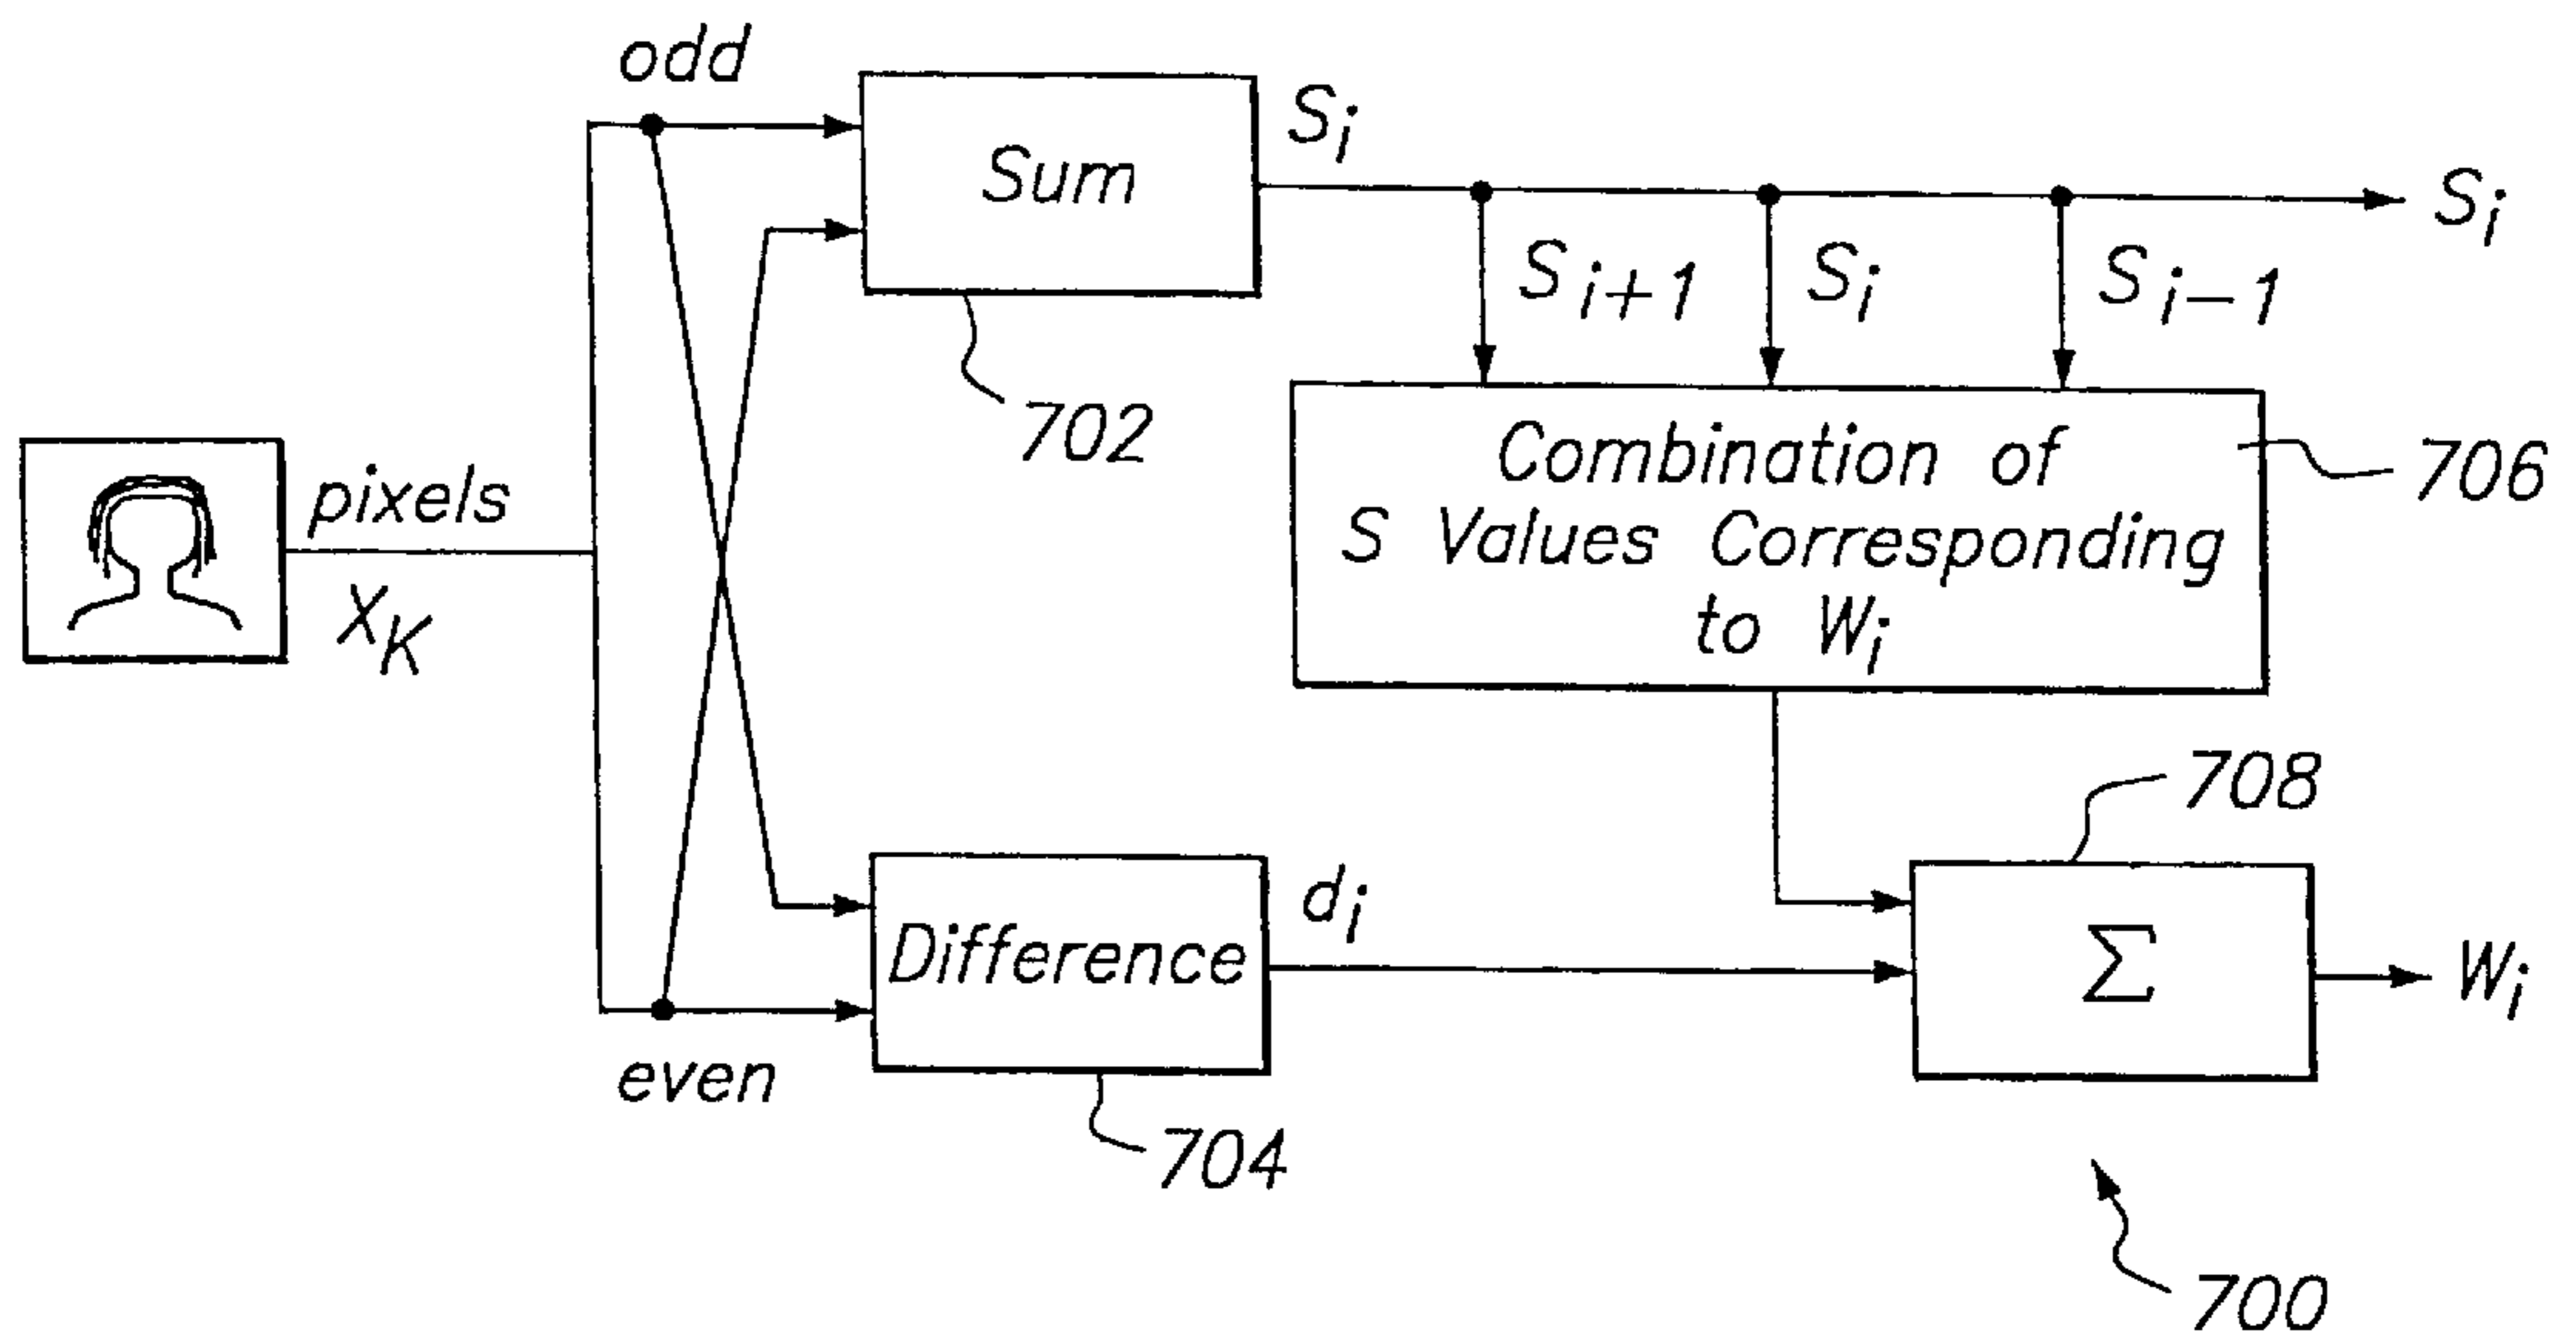 odd
Sum
Si
Si
Si+1
Si
Si-1
702
pixels
XK
Combination of
S Values Corresponding
to Wi
706
708
Difference
di
Σ
Wi
even
704
700